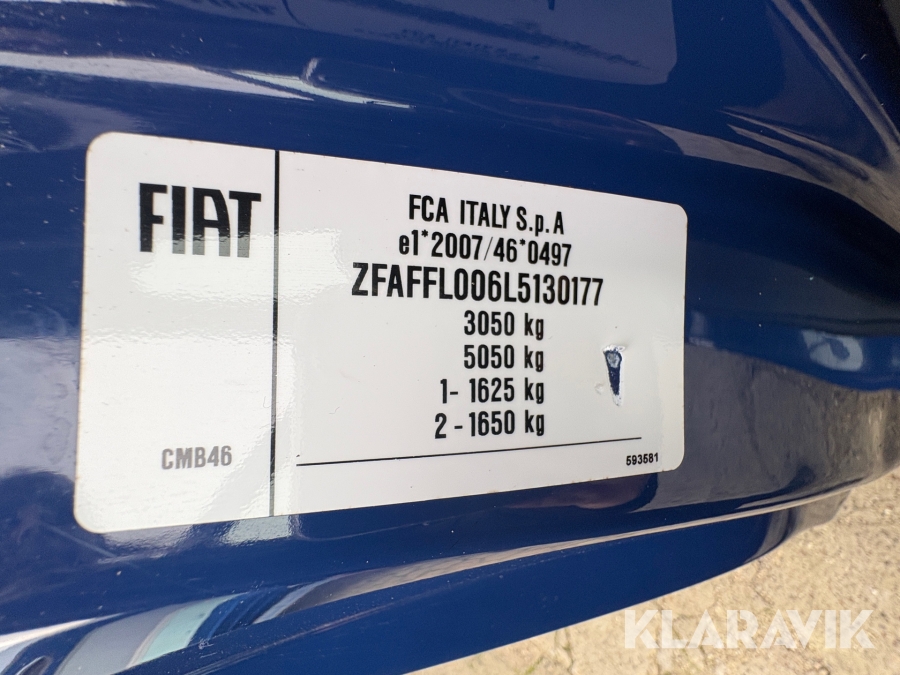 FIAT
CMB46
FCA ITALY S.p.A
e1*2007/46*0497
ZFAFFL006L5130177
3050 kg
5050 kg
1- 1625 kg
2 - 1650 kg
593581
KLARAVIK